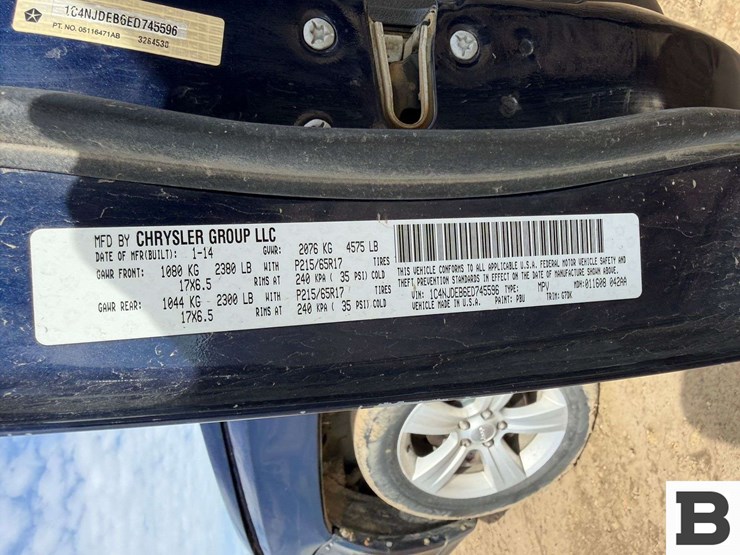 1C4NJDEB6ED745596
PT. NO. 05116471AB 3264530
MFD BY CHRYSLER GROUP LLC
DATE OF MFR(BUILT): 1-14 GVWR: 2076 KG 4575 LB
GAWR FRONT: 1080 KG 2380 LB WITH P215/65R17 TIRES
17X6.5 RIMS AT 240 KPA ( 35 PSI) COLD
GAWR REAR: 1044 KG 2300 LB WITH P215/65R17 TIRES
17X6.5 RIMS AT 240 KPA ( 35 PSI) COLD
THIS VEHICLE CONFORMS TO ALL APPLICABLE U.S.A. FEDERAL MOTOR VEHICLE SAFETY AND
THEFT PREVENTION STANDARDS IN EFFECT ON THE DATE OF MANUFACTURE SHOWN ABOVE.
VIN: 1C4NJDEB6ED745596 TYPE: MPV MDH:011608 042AA
VEHICLE MADE IN U.S.A. PAINT: PBU TRIM: G7DK
B